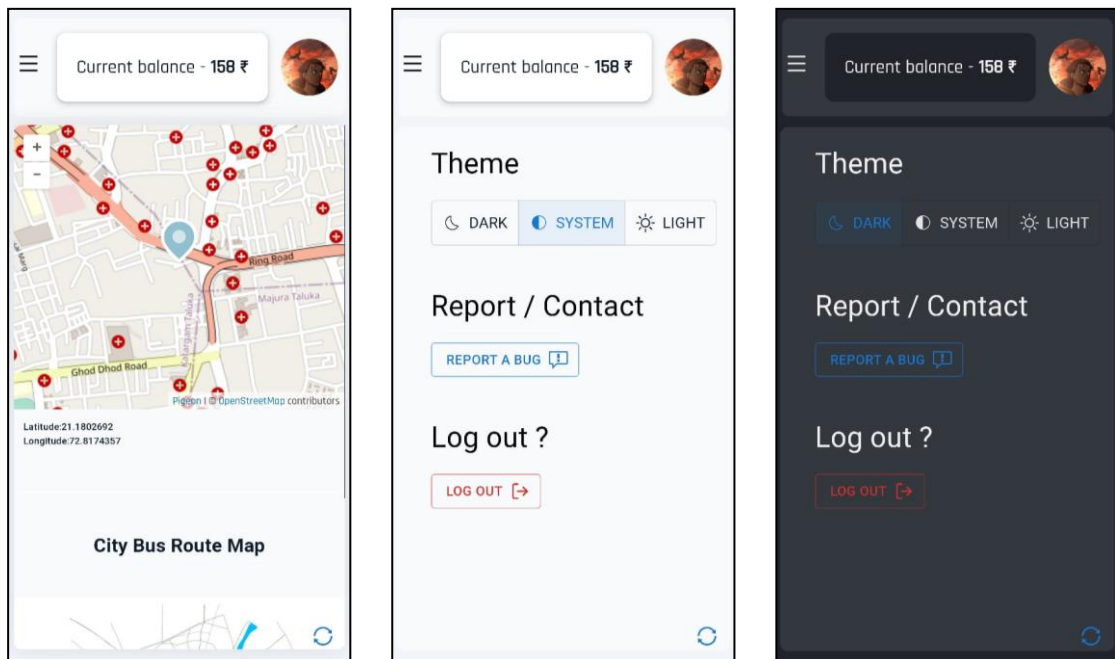 Current balance - 158 ₹
+
-
Ring Road
Majura Taluka
Katargam Taluka
Ghod Dhod Road
Pigeon | © OpenStreetMap contributors
Latitude:21.1802692
Longitude:72.8174357
City Bus Route Map
Current balance - 158 ₹
Theme
DARK SYSTEM LIGHT
Report / Contact
REPORT A BUG
Log out ?
LOG OUT
Current balance - 158 ₹
Theme
DARK SYSTEM LIGHT
Report / Contact
REPORT A BUG
Log out ?
LOG OUT